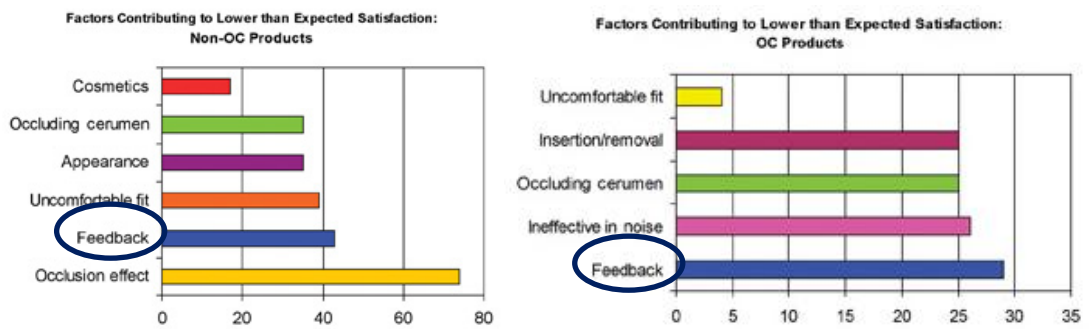 Factors Contributing to Lower than Expected Satisfaction:
Non-OC Products
Cosmetics
Occluding cerumen
Appearance
Uncomfortable fit
Feedback
Occlusion effect
0 20 40 60 80
Factors Contributing to Lower than Expected Satisfaction:
OC Products
Uncomfortable fit
Insertion/removal
Occluding cerumen
Ineffective in noise
Feedback
0 5 10 15 20 25 30 35